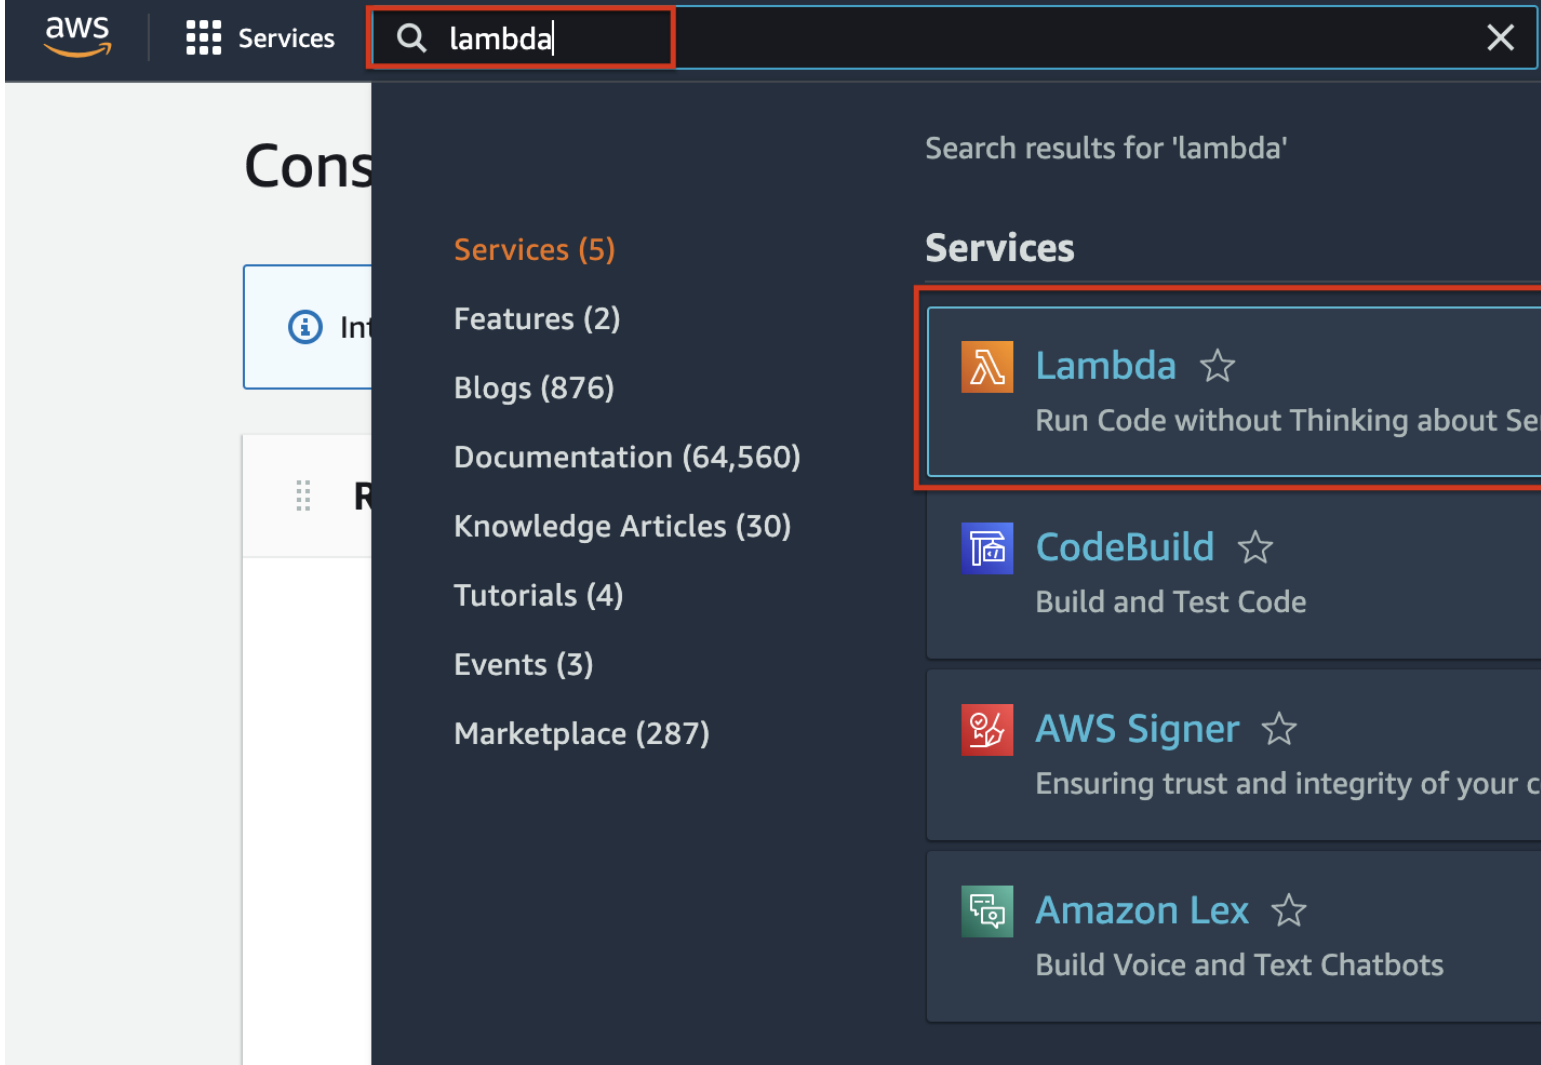 aws
Services
lambda
Cons
Search results for 'lambda'
Services (5)
Features (2)
Blogs (876)
Documentation (64,560)
Knowledge Articles (30)
Tutorials (4)
Events (3)
Marketplace (287)
Services
Lambda
Run Code without Thinking about Se
CodeBuild
Build and Test Code
AWS Signer
Ensuring trust and integrity of your c
Amazon Lex
Build Voice and Text Chatbots
Int
R